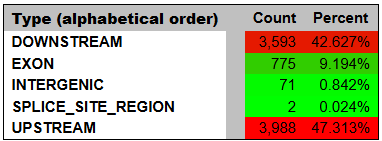 Type (alphabetical order) Count Percent
DOWNSTREAM 3,593 42.627%
EXON 775 9.194%
INTERGENIC 71 0.842%
SPLICE_SITE_REGION 2 0.024%
UPSTREAM 3,988 47.313%